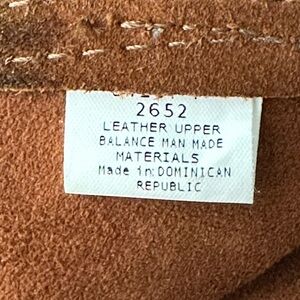 2652
LEATHER UPPER
BALANCE MAN MADE
MATERIALS
Made in:DOMINICAN
REPUBLIC